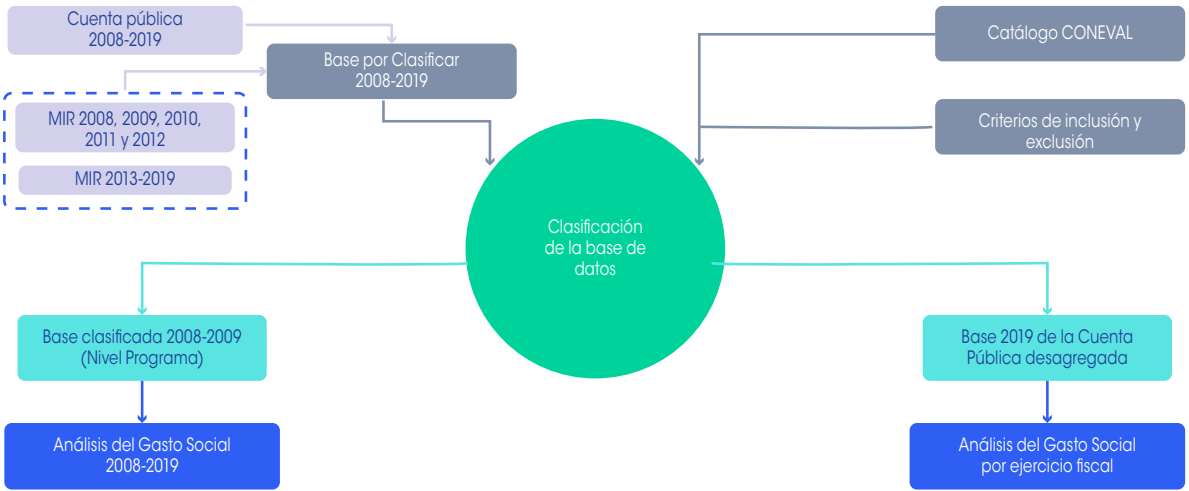 Cuenta pública
2008-2019
Base por Clasificar
2008-2019
MIR 2008, 2009, 2010,
2011 y 2012
MIR 2013-2019
Catálogo CONEVAL
Criterios de inclusión y
exclusión
Clasificación
de la base de
datos
Base clasificada 2008-2009
(Nivel Programa)
Análisis del Gasto Social
2008-2019
Base 2019 de la Cuenta
Pública desagregada
Análisis del Gasto Social
por ejercicio fiscal